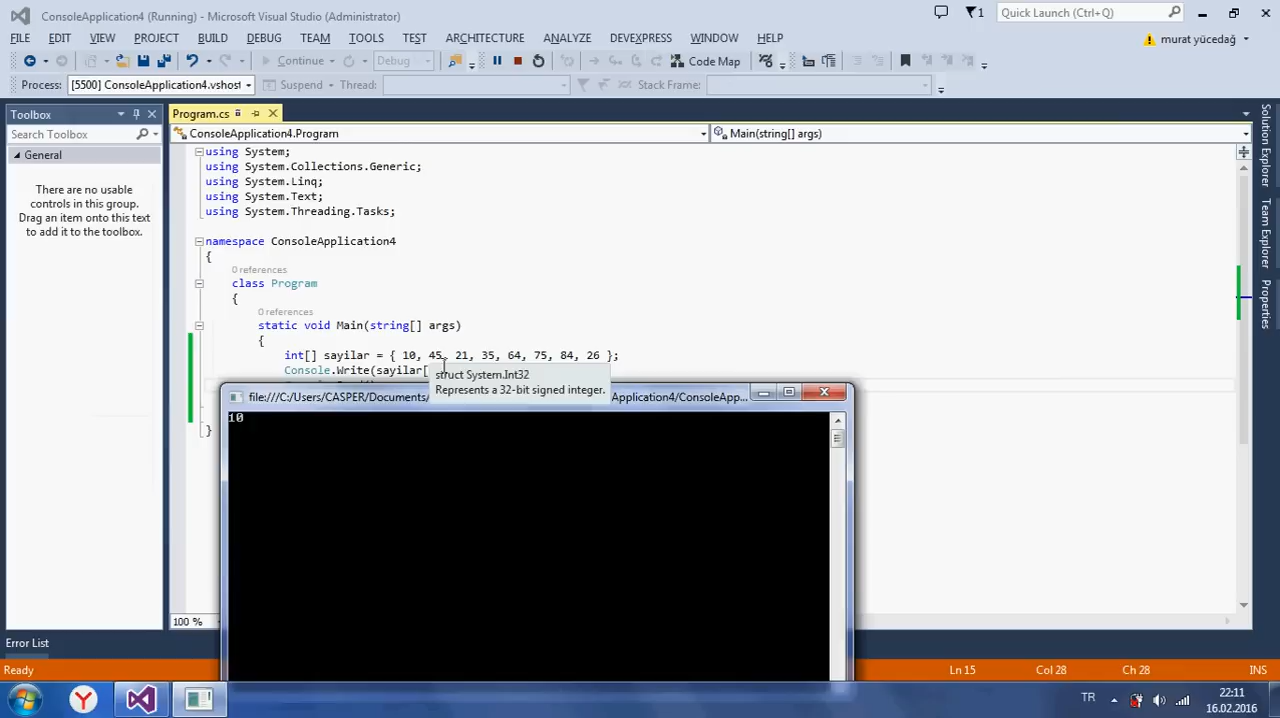 ConsoleApplication4 (Running) - Microsoft Visual Studio (Administrator)
1
Quick Launch (Ctrl+Q)
FILE EDIT VIEW PROJECT BUILD DEBUG TEAM TOOLS TEST ARCHITECTURE ANALYZE DEVEXPRESS WINDOW HELP
murat yücedağ
Continue Debug Code Map
Process: [5500] ConsoleApplication4.vshost Suspend Thread: Stack Frame:
Toolbox
Program.cs
Search Toolbox
ConsoleApplication4.Program
Main(string[] args)
General
There are no usable
controls in this group.
Drag an item onto this text
to add it to the toolbox.
using System;
using System.Collections.Generic;
using System.Linq;
using System.Text;
using System.Threading.Tasks;
namespace ConsoleApplication4
{
0 references
class Program
{
0 references
static void Main(string[] args)
{
int[] sayilar = { 10, 45, 21, 35, 64, 75, 84, 26 };
Console.Write(sayilar[
struct System.Int32
Represents a 32-bit signed integer.
}
file:///C:/Users/CASPER/Documents/ Application4/ConsoleApp...
10
Solution Explorer
Team Explorer
Properties
100 %
Error List
Ready
Ln 15 Col 28 Ch 28 INS
TR
22:11
16.02.2016